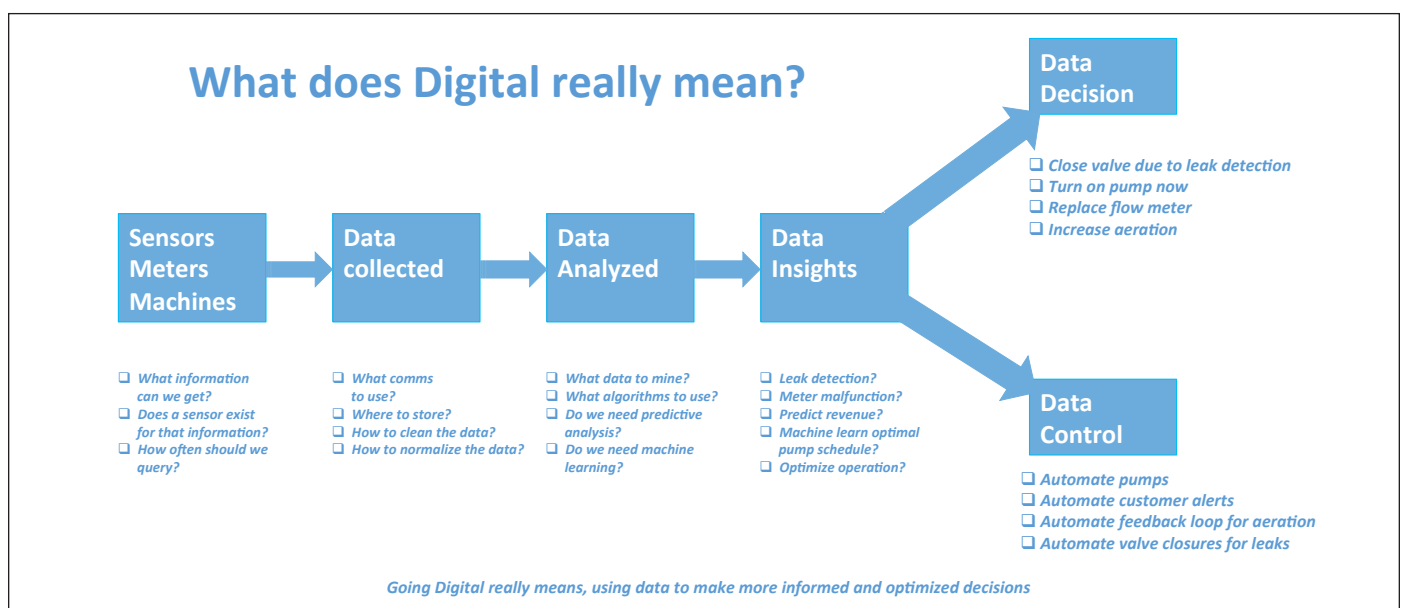 What does Digital really mean?
Sensors
Meters
Machines
❑ What information
can we get?
❑ Does a sensor exist
for that information?
❑ How often should we
query?
Data
collected
❑ What comms
to use?
❑ Where to store?
❑ How to clean the data?
❑ How to normalize the data?
Data
Analyzed
❑ What data to mine?
❑ What algorithms to use?
❑ Do we need predictive
analysis?
❑ Do we need machine
learning?
Data
Insights
❑ Leak detection?
❑ Meter malfunction?
❑ Predict revenue?
❑ Machine learn optimal
pump schedule?
❑ Optimize operation?
Data
Decision
❑ Close valve due to leak detection
❑ Turn on pump now
❑ Replace flow meter
❑ Increase aeration
Data
Control
❑ Automate pumps
❑ Automate customer alerts
❑ Automate feedback loop for aeration
❑ Automate valve closures for leaks
Going Digital really means, using data to make more informed and optimized decisions